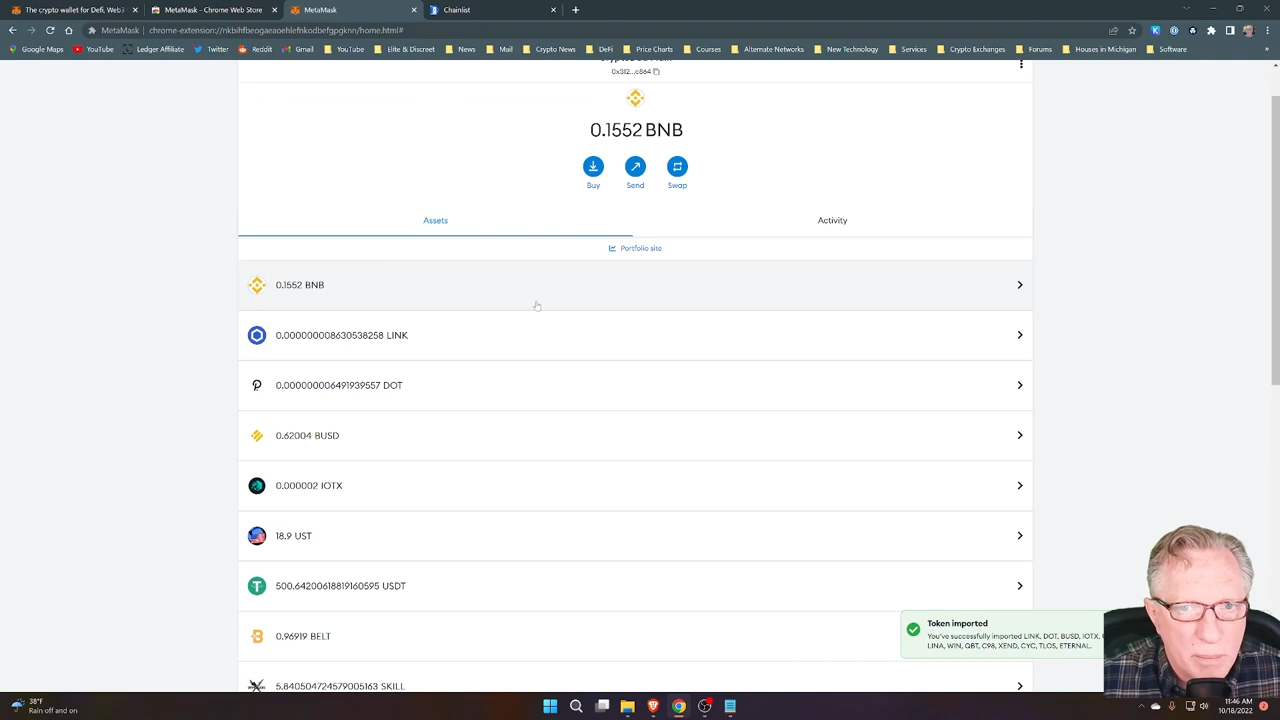 The crypto wallet for Defi, Web3
MetaMask - Chrome Web Store
MetaMask
Chainlist
MetaMask | chrome-extension://nkbihfbeogaeaoehlefnkodbefgpgknn/home.html#
Google Maps
YouTube
Ledger Affiliate
Twitter
Reddit
Gmail
YouTube
Elite & Discreet
News
Mail
Crypto News
DeFi
Price Charts
Courses
Alternate Networks
New Technology
Services
Crypto Exchanges
Forums
Houses in Michigan
Software
0x312...c864
0.1552 BNB
Buy
Send
Swap
Assets
Activity
Portfolio site
0.1552 BNB
0.000000008630538258 LINK
0.000000006491939557 DOT
0.62004 BUSD
0.000002 IOTX
18.9 UST
500.64200618819160595 USDT
0.96919 BELT
5.840504724579005163 SKILL
Token imported
You've successfully imported LINK, DOT, BUSD, IOTX,
LINA, WIN, QBT, C98, XEND, CYC, TLOS, ETERNAL.
38°F
Rain off and on
11:46 AM
10/18/2022